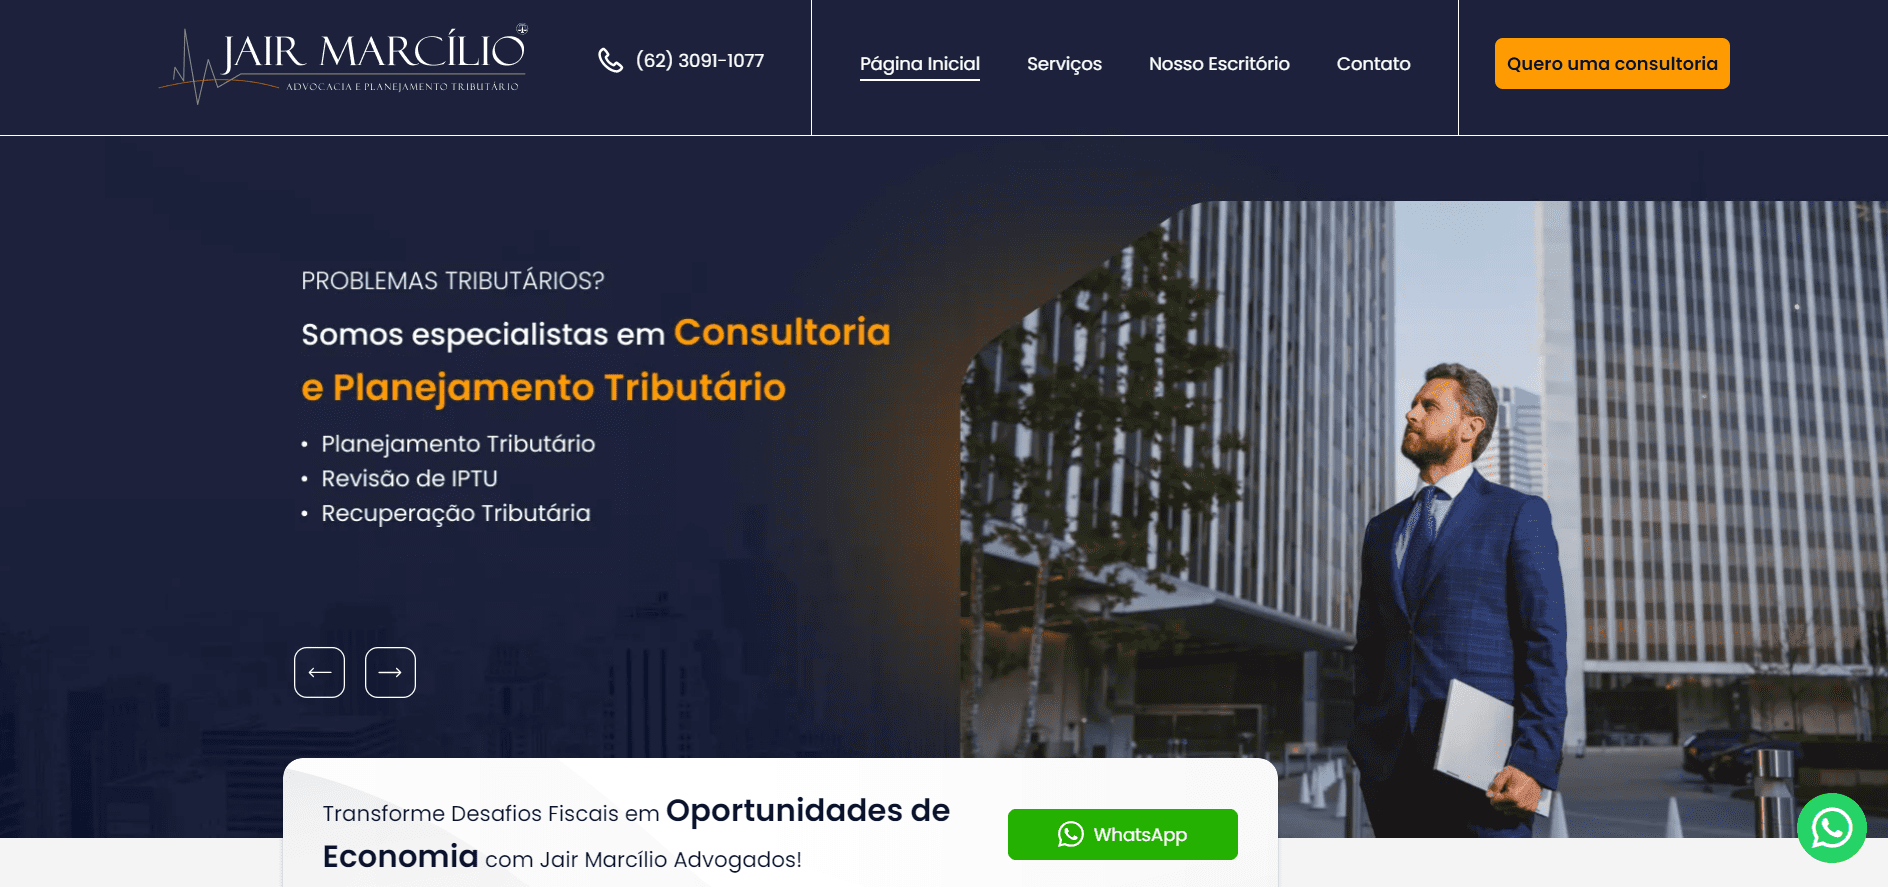 JAIR MARCÍLIO
ADVOCACIA E PLANEJAMENTO TRIBUTÁRIO
(62) 3091-1077
Página Inicial
Serviços
Nosso Escritório
Contato
Quero uma consultoria
PROBLEMAS TRIBUTÁRIOS?
Somos especialistas em Consultoria
e Planejamento Tributário
• Planejamento Tributário
• Revisão de IPTU
• Recuperação Tributária
Transforme Desafios Fiscais em Oportunidades de
Economia com Jair Marcílio Advogados!
WhatsApp